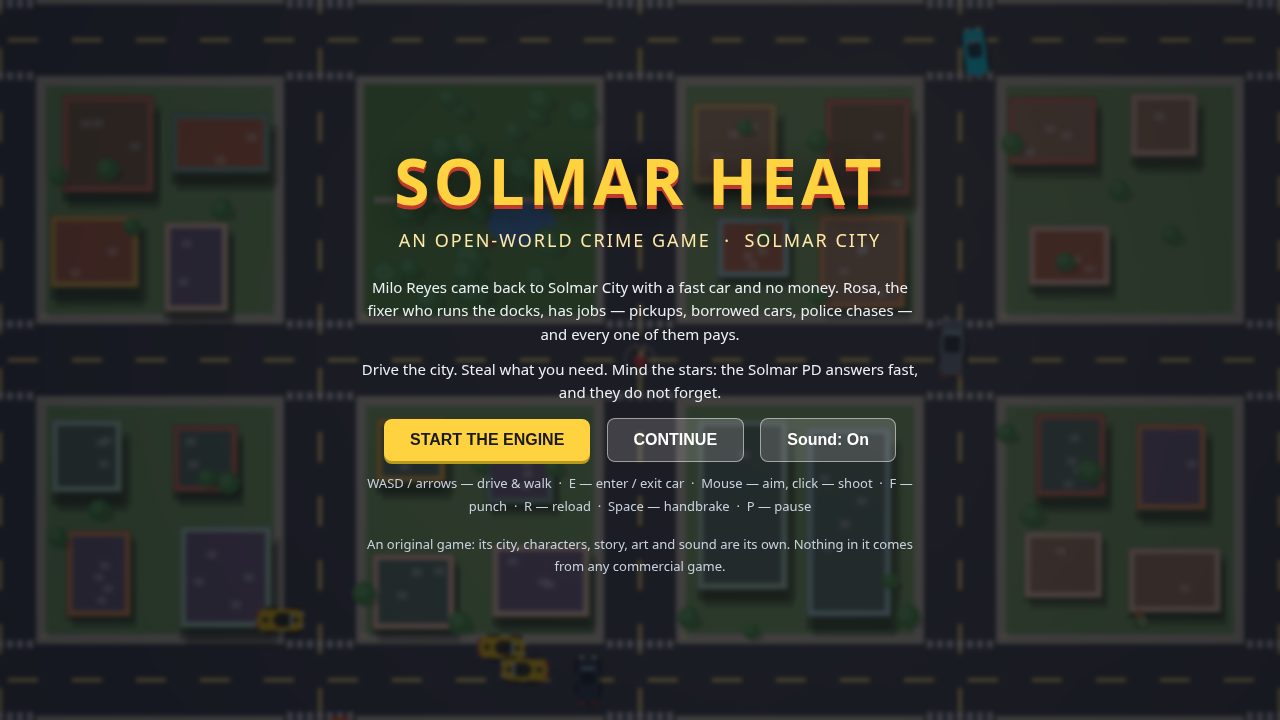 SOLMAR HEAT
AN OPEN-WORLD CRIME GAME · SOLMAR CITY
Milo Reyes came back to Solmar City with a fast car and no money. Rosa, the
fixer who runs the docks, has jobs — pickups, borrowed cars, police chases —
and every one of them pays.
Drive the city. Steal what you need. Mind the stars: the Solmar PD answers fast,
and they do not forget.
START THE ENGINE CONTINUE Sound: On
WASD / arrows — drive & walk · E — enter / exit car · Mouse — aim, click — shoot · F —
punch · R — reload · Space — handbrake · P — pause
An original game: its city, characters, story, art and sound are its own. Nothing in it comes
from any commercial game.